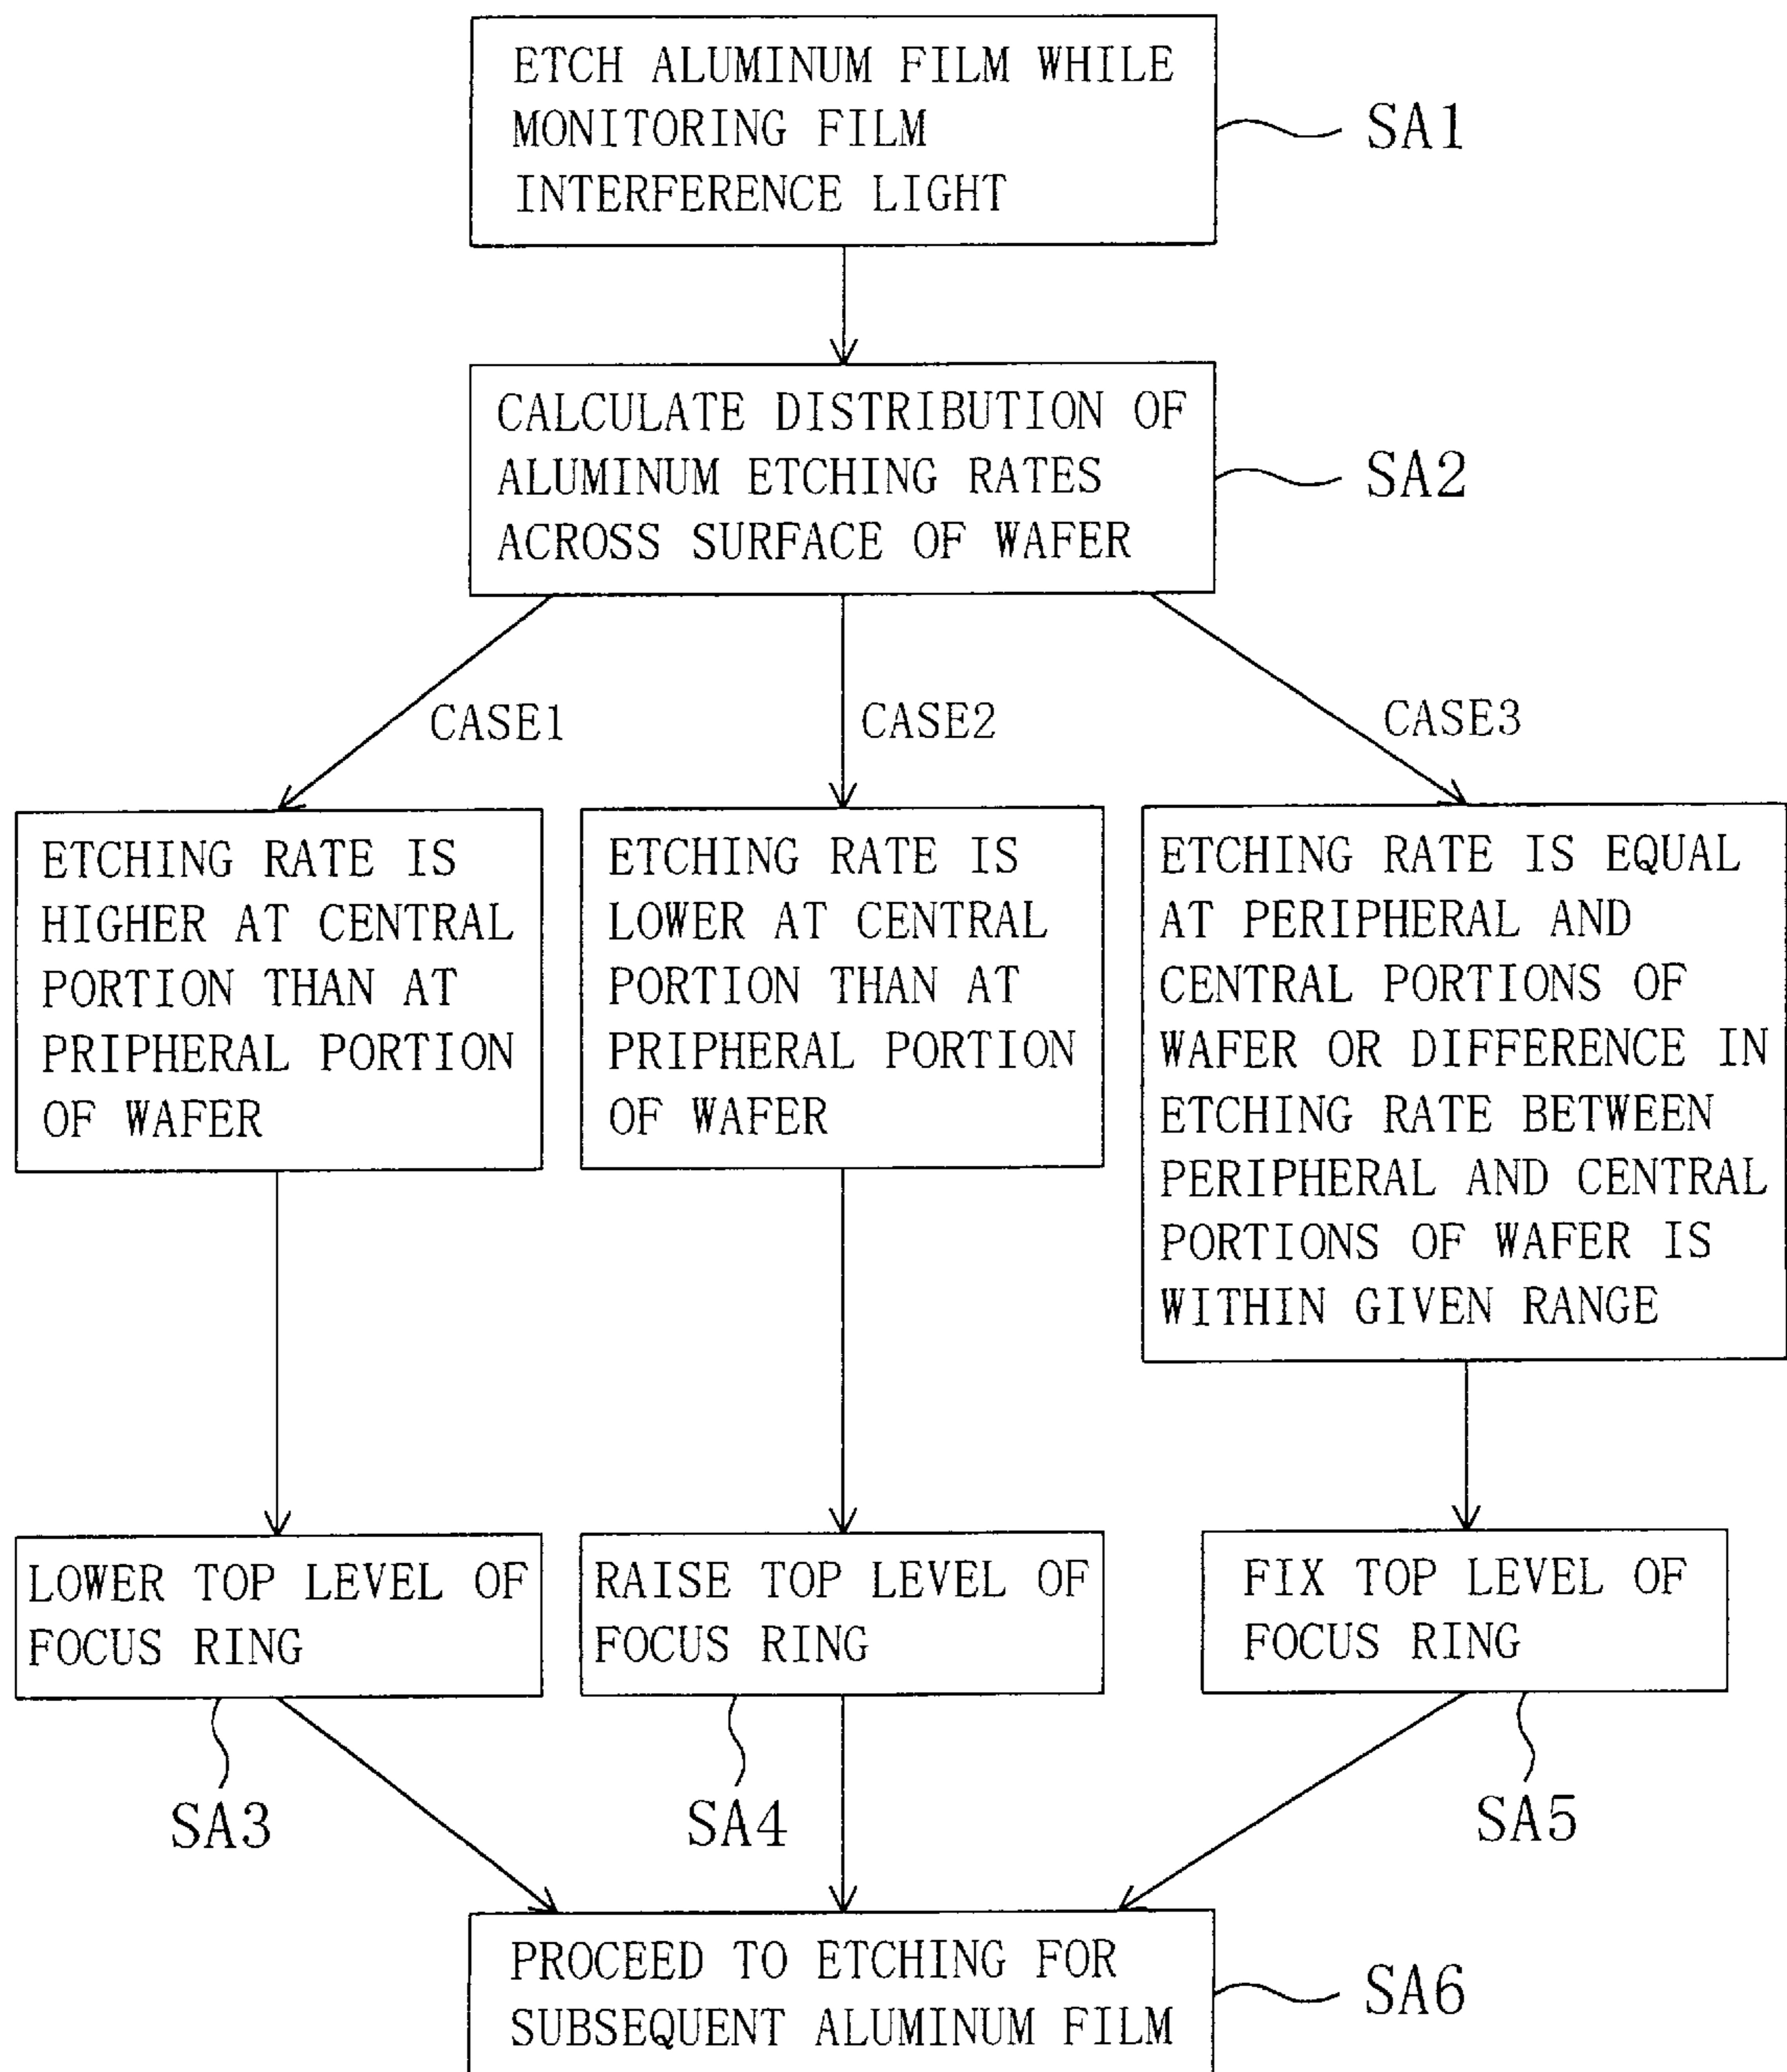 ETCH ALUMINUM FILM WHILE
MONITORING FILM
INTERFERENCE LIGHT
SA1
CALCULATE DISTRIBUTION OF
ALUMINUM ETCHING RATES
ACROSS SURFACE OF WAFER
SA2
CASE1
CASE2
CASE3
ETCHING RATE IS
HIGHER AT CENTRAL
PORTION THAN AT
PRIPHERAL PORTION
OF WAFER
ETCHING RATE IS
LOWER AT CENTRAL
PORTION THAN AT
PRIPHERAL PORTION
OF WAFER
ETCHING RATE IS EQUAL
AT PERIPHERAL AND
CENTRAL PORTIONS OF
WAFER OR DIFFERENCE IN
ETCHING RATE BETWEEN
PERIPHERAL AND CENTRAL
PORTIONS OF WAFER IS
WITHIN GIVEN RANGE
LOWER TOP LEVEL OF
FOCUS RING
RAISE TOP LEVEL OF
FOCUS RING
FIX TOP LEVEL OF
FOCUS RING
SA3
SA4
SA5
PROCEED TO ETCHING FOR
SUBSEQUENT ALUMINUM FILM
SA6